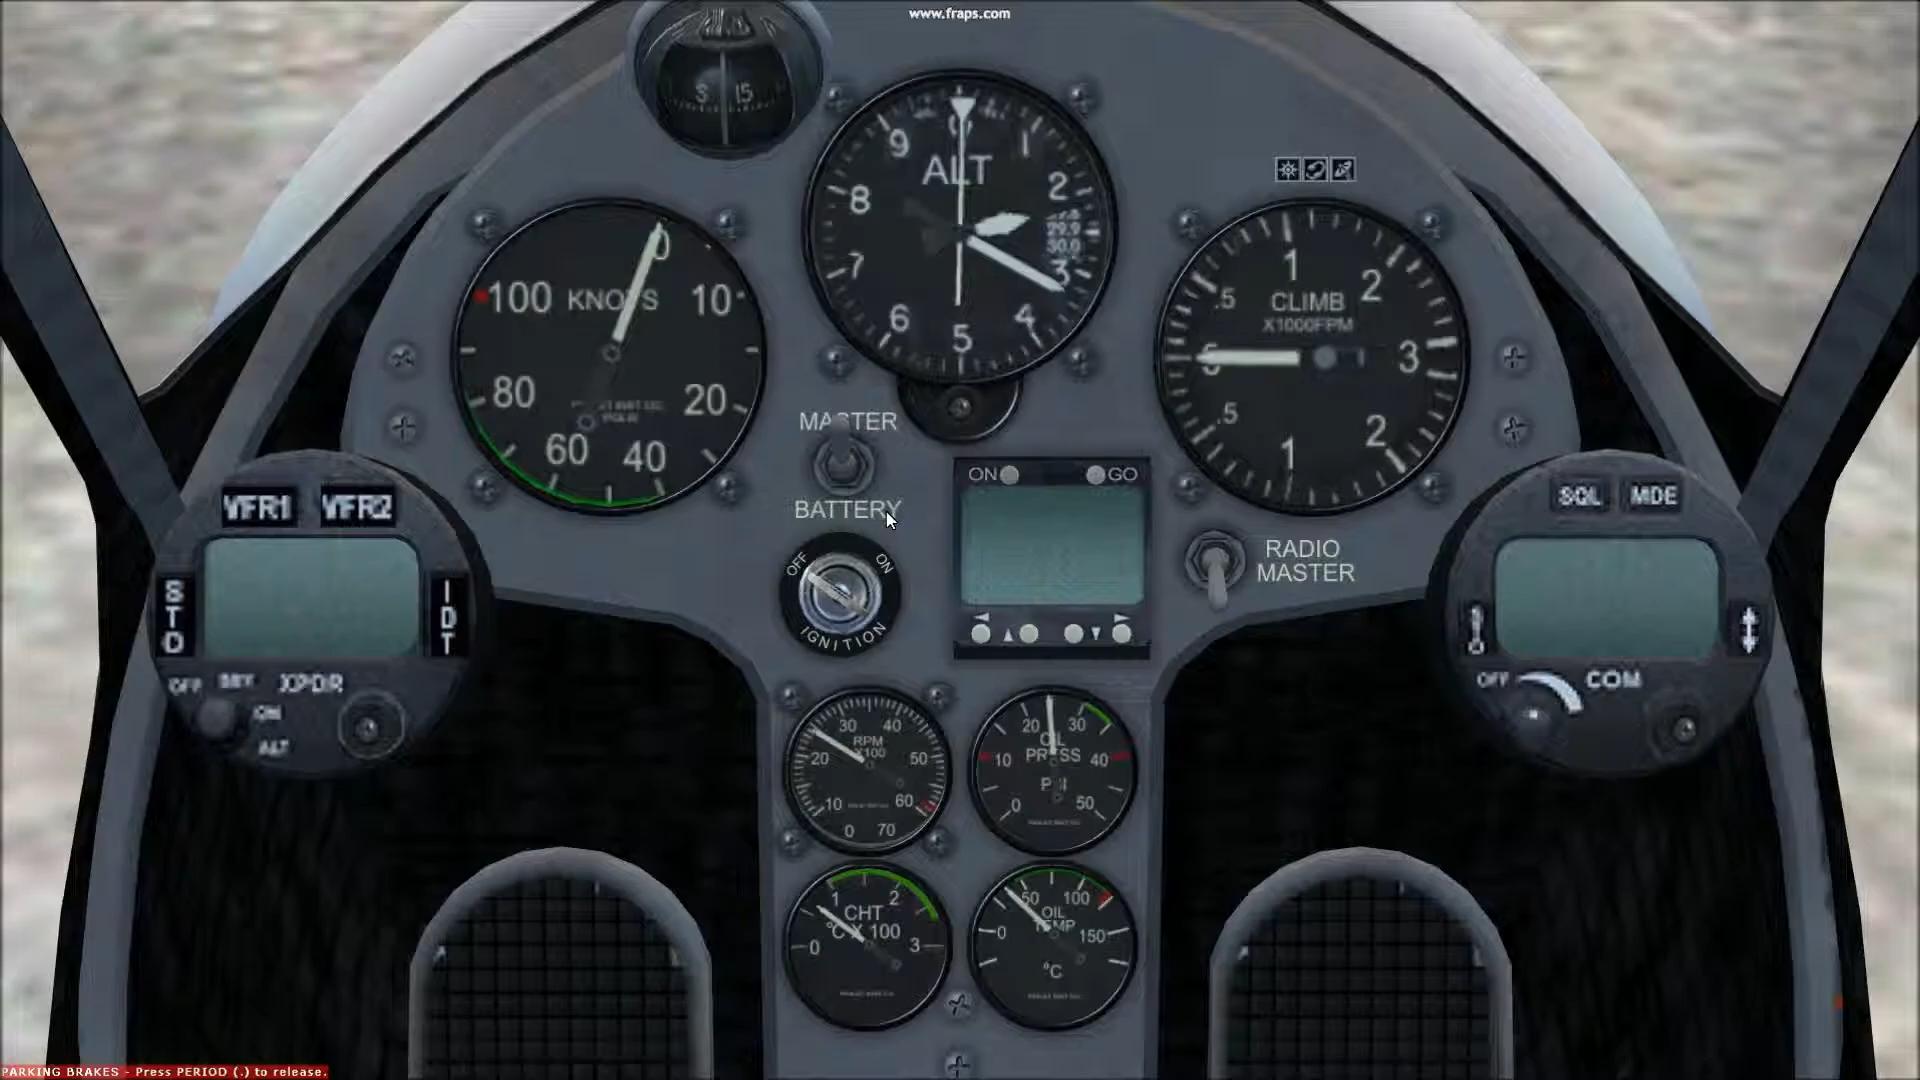 www.fraps.com
S 15
0
9 1
ALT
8 2
29.9
30.0
7 3
6 4
5
0
100 KNOTS 10
80 20
60 40
1
.5 2
CLIMB
X1000FPM
3
.5
2
1
MASTER
BATTERY
OFF ON
IGNITION
ON GO
RADIO
MASTER
VFR1 VFR2
STO
IDT
OFF SBY
ON
ALT
SQL MDE
OFF COM
30 40
RPM
X100
20 50
10 60
0 70
20 30
OIL
PRESS
10 40
PSI
0 50
1 2
CHT
°C X 100
0 3
50 100
OIL
TEMP
0 150
°C
PARKING BRAKES - Press PERIOD (.) to release.